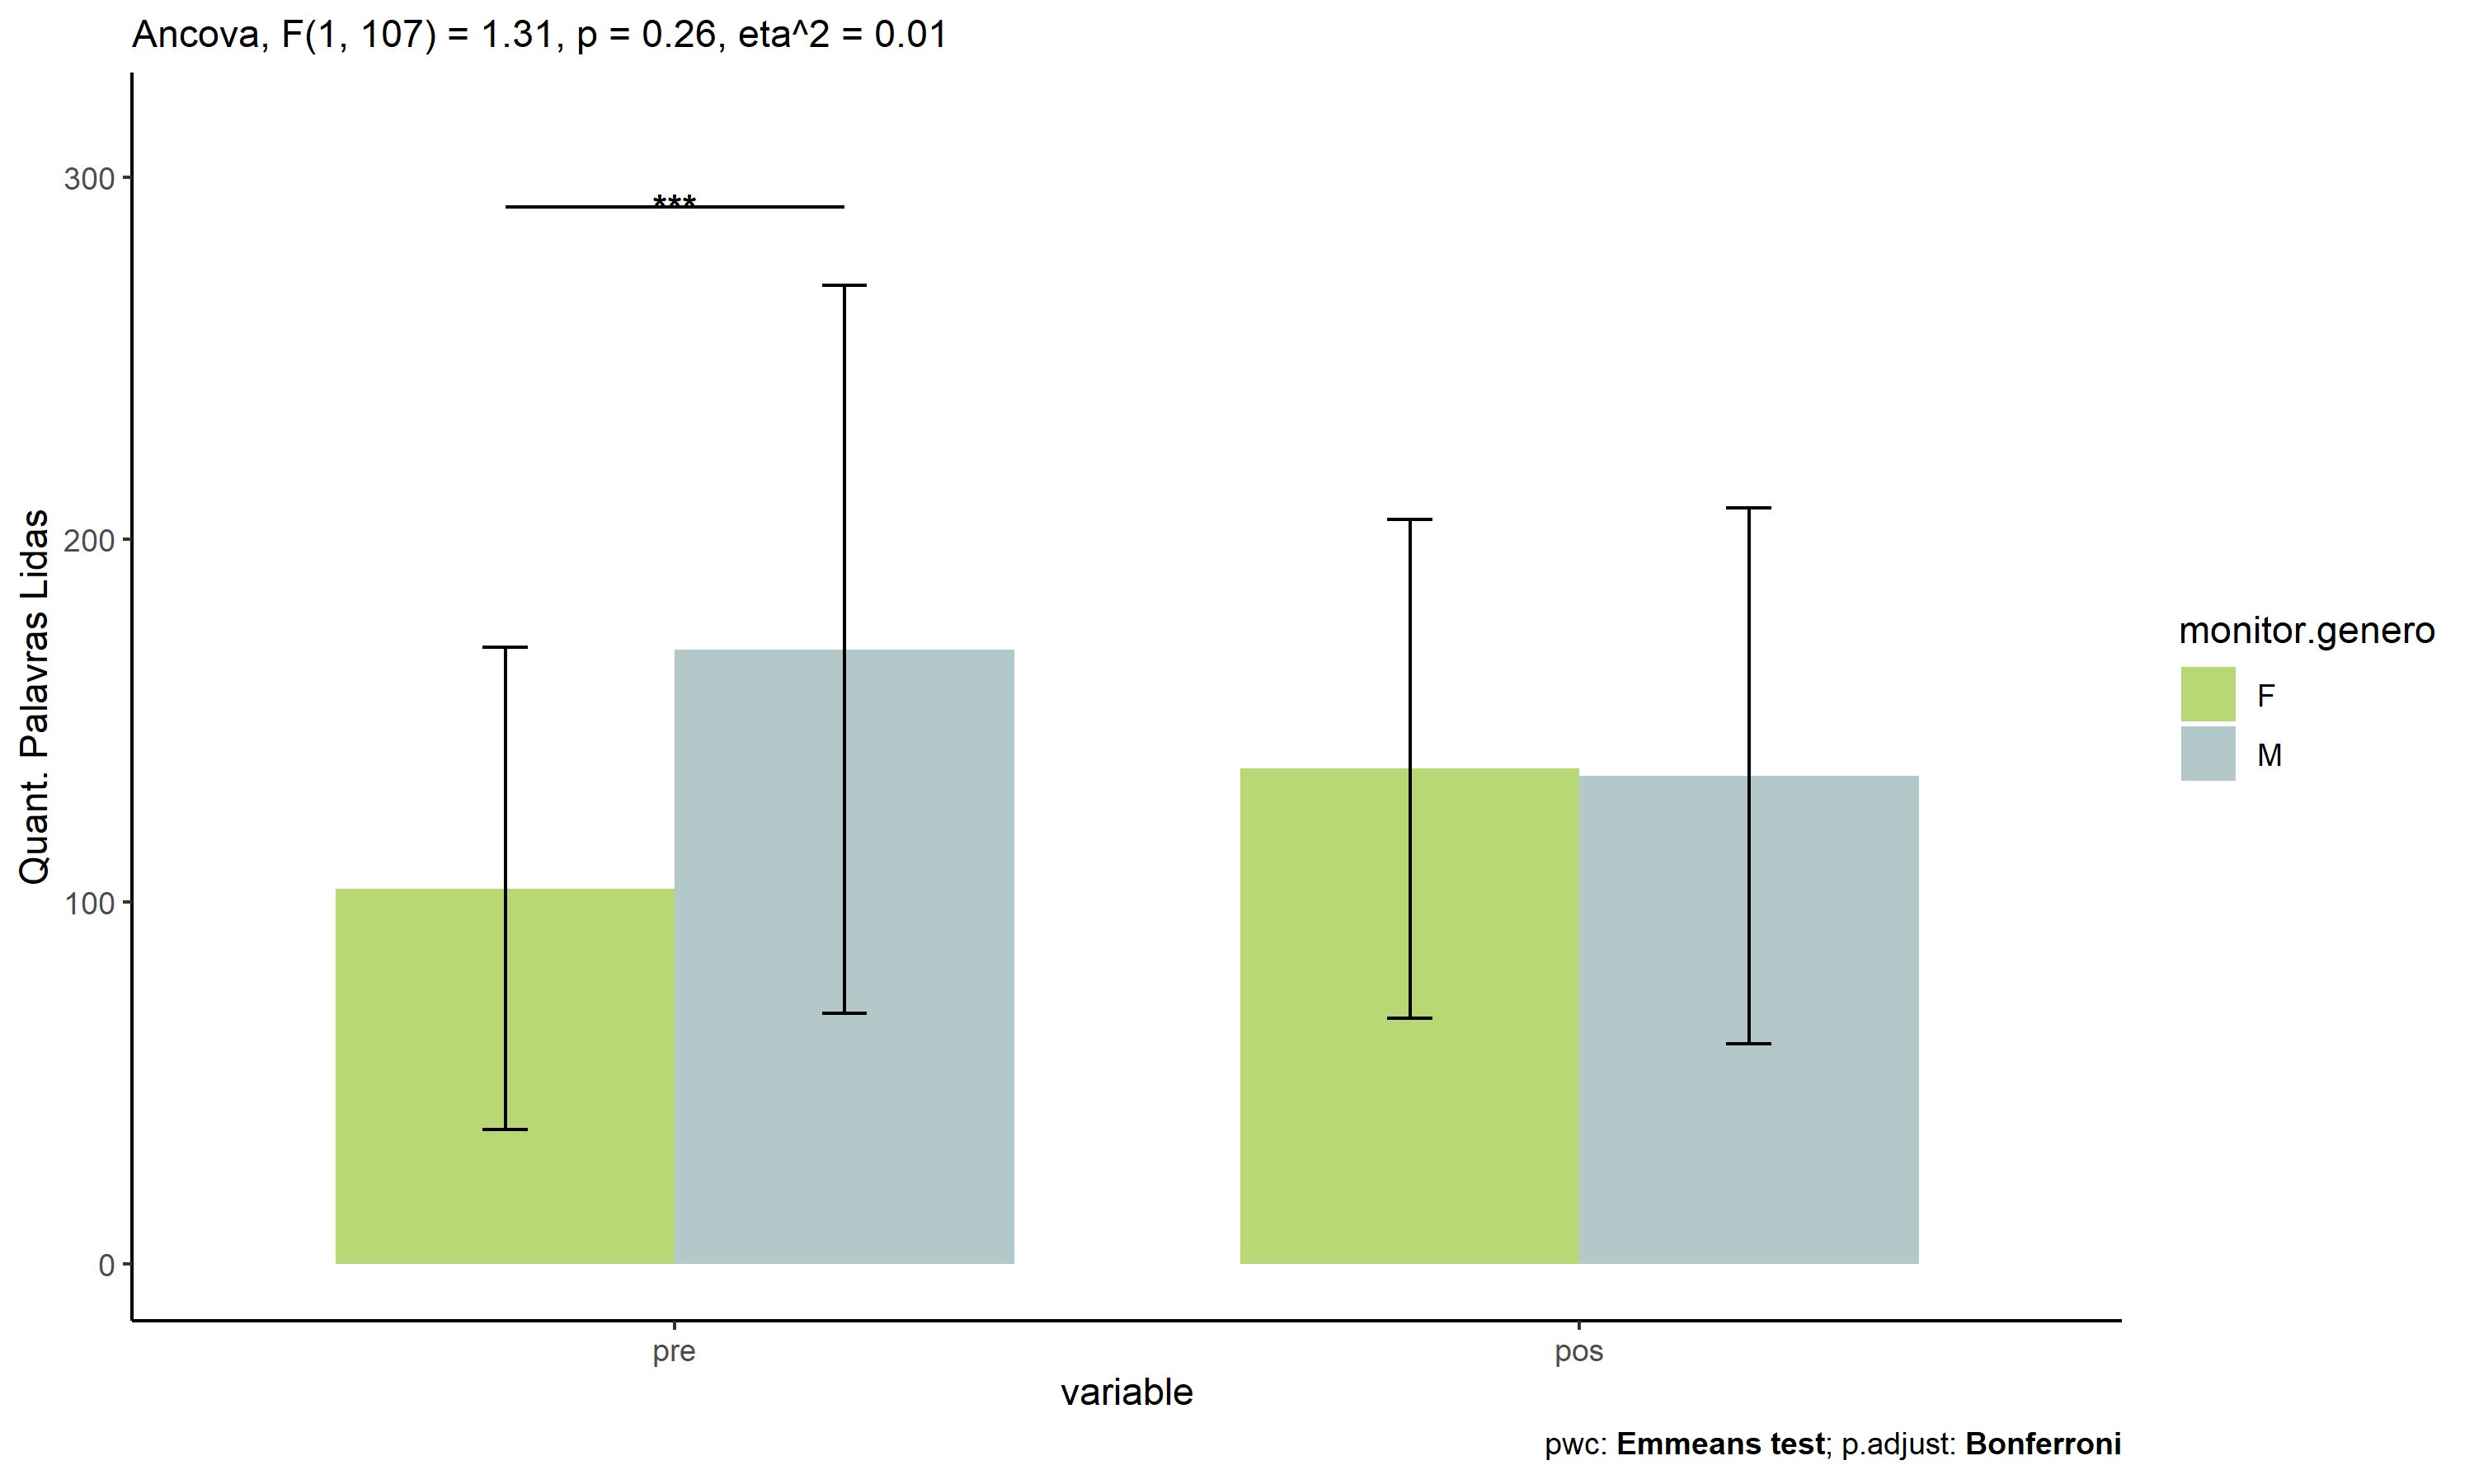 Ancova, F(1, 107) = 1.31, p = 0.26, eta^2 = 0.01
Quant. Palavras Lidas
300
200
100
0
***
pre
pos
variable
monitor.genero
F
M
pwc: Emmeans test; p.adjust: Bonferroni